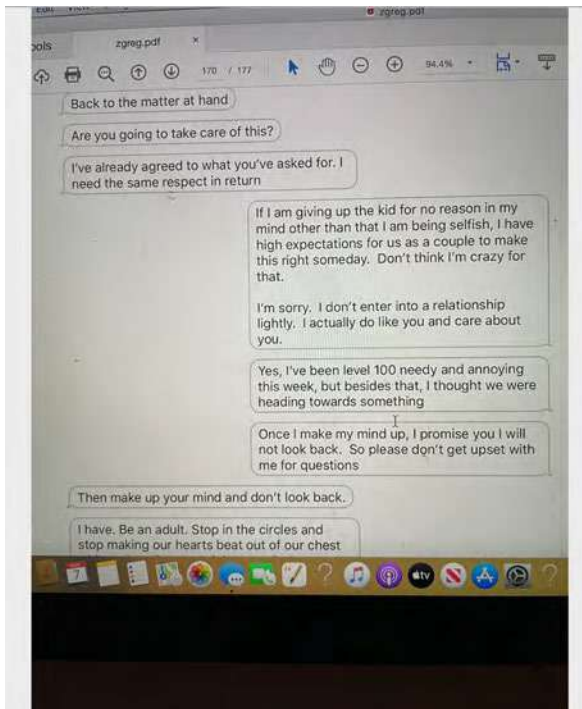 zgreg.pdf
ools
zgreg.pdf ×
170 / 177
94.4%
Back to the matter at hand
Are you going to take care of this?
I've already agreed to what you've asked for. I
need the same respect in return
If I am giving up the kid for no reason in my
mind other than that I am being selfish, I have
high expectations for us as a couple to make
this right someday. Don't think I'm crazy for
that.
I'm sorry. I don't enter into a relationship
lightly. I actually do like you and care about
you.
Yes, I've been level 100 needy and annoying
this week, but besides that, I thought we were
heading towards something
Once I make my mind up, I promise you I will
not look back. So please don't get upset with
me for questions
Then make up your mind and don't look back.
I have. Be an adult. Stop in the circles and
stop making our hearts beat out of our chest
7
tv